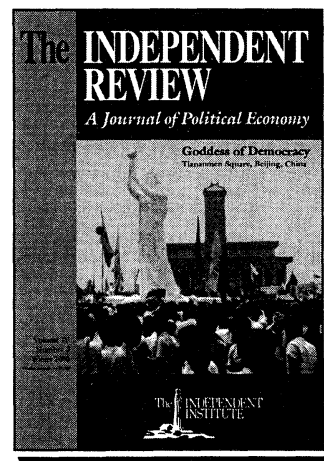 The INDEPENDENT
REVIEW
A Journal of Political Economy
Goddess of Democracy
Tiananmen Square, Beijing, China
The INDEPENDENT
INSTITUTE